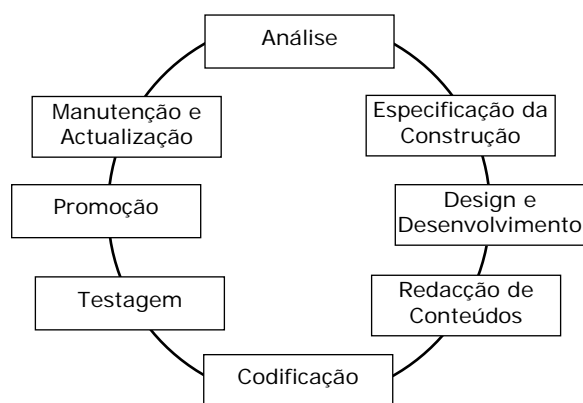 Análise
Manutenção e
Actualização
Especificação da
Construção
Promoção
Design e
Desenvolvimento
Testagem
Redacção de
Conteúdos
Codificação